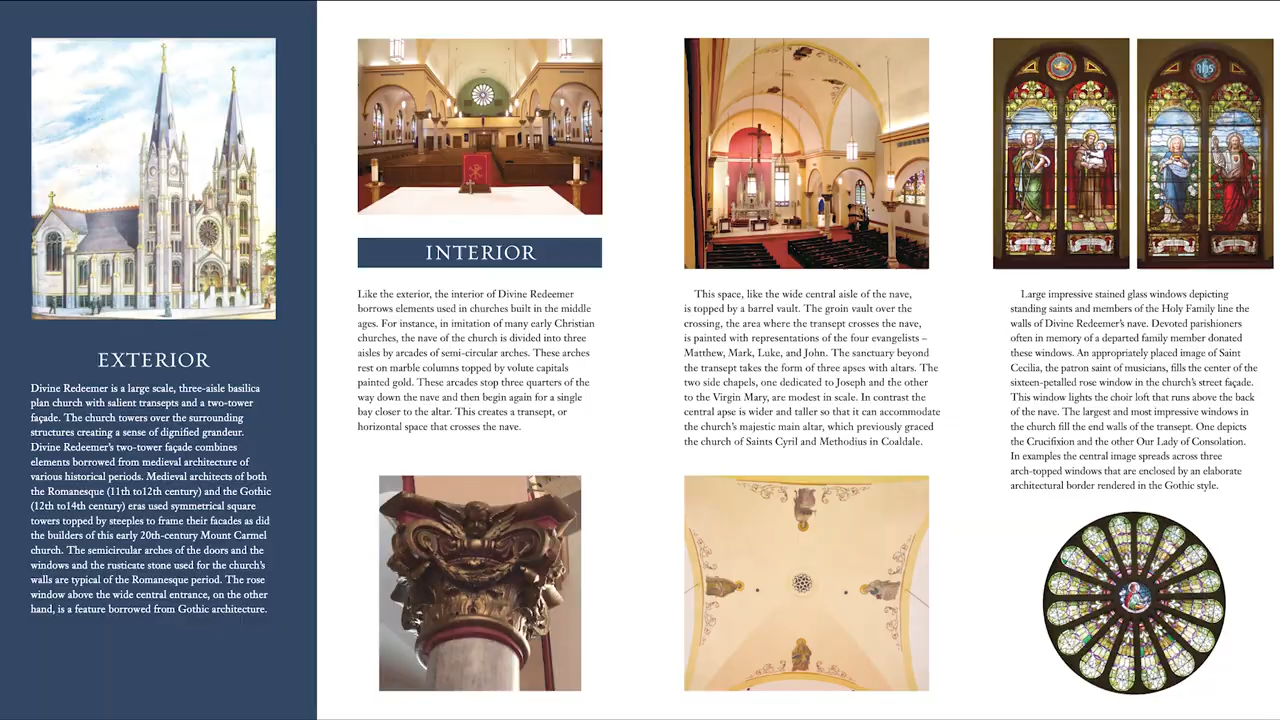 EXTERIOR
Divine Redeemer is a large scale, three-aisle basilica
plan church with salient transepts and a two-tower
façade. The church towers over the surrounding
structures creating a sense of dignified grandeur.
Divine Redeemer's two-tower façade combines
elements borrowed from medieval architecture of
various historical periods. Medieval architects of both
the Romanesque (11th to12th century) and the Gothic
(12th to14th century) eras used symmetrical square
towers topped by steeples to frame their facades as did
the builders of this early 20th-century Mount Carmel
church. The semicircular arches of the doors and the
windows and the rusticate stone used for the church's
walls are typical of the Romanesque period. The rose
window above the wide central entrance, on the other
hand, is a feature borrowed from Gothic architecture.
INTERIOR
Like the exterior, the interior of Divine Redeemer
borrows elements used in churches built in the middle
ages. For instance, in imitation of many early Christian
churches, the nave of the church is divided into three
aisles by arcades of semi-circular arches. These arches
rest on marble columns topped by volute capitals
painted gold. These arcades stop three quarters of the
way down the nave and then begin again for a single
bay closer to the altar. This creates a transept, or
horizontal space that crosses the nave.
This space, like the wide central aisle of the nave,
is topped by a barrel vault. The groin vault over the
crossing, the area where the transept crosses the nave,
is painted with representations of the four evangelists –
Matthew, Mark, Luke, and John. The sanctuary beyond
the transept takes the form of three apses with altars. The
two side chapels, one dedicated to Joseph and the other
to the Virgin Mary, are modest in scale. In contrast the
central apse is wider and taller so that it can accommodate
the church's majestic main altar, which previously graced
the church of Saints Cyril and Methodius in Coaldale.
IHS
Large impressive stained glass windows depicting
standing saints and members of the Holy Family line the
walls of Divine Redeemer's nave. Devoted parishioners
often in memory of a departed family member donated
these windows. An appropriately placed image of Saint
Cecilia, the patron saint of musicians, fills the center of the
sixteen-petalled rose window in the church's street façade.
This window lights the choir loft that runs above the back
of the nave. The largest and most impressive windows in
the church fill the end walls of the transept. One depicts
the Crucifixion and the other Our Lady of Consolation.
In examples the central image spreads across three
arch-topped windows that are enclosed by an elaborate
architectural border rendered in the Gothic style.